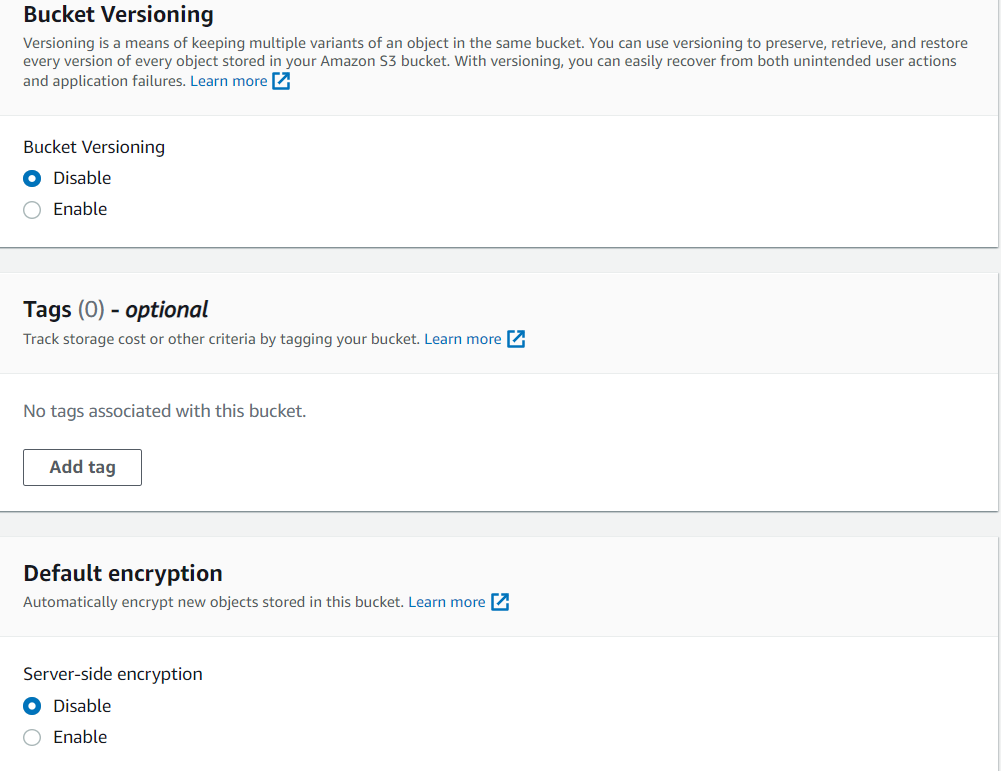 Bucket Versioning
Versioning is a means of keeping multiple variants of an object in the same bucket. You can use versioning to preserve, retrieve, and restore
every version of every object stored in your Amazon S3 bucket. With versioning, you can easily recover from both unintended user actions
and application failures. Learn more
Bucket Versioning
Disable
Enable
Tags (0) - optional
Track storage cost or other criteria by tagging your bucket. Learn more
No tags associated with this bucket.
Add tag
Default encryption
Automatically encrypt new objects stored in this bucket. Learn more
Server-side encryption
Disable
Enable